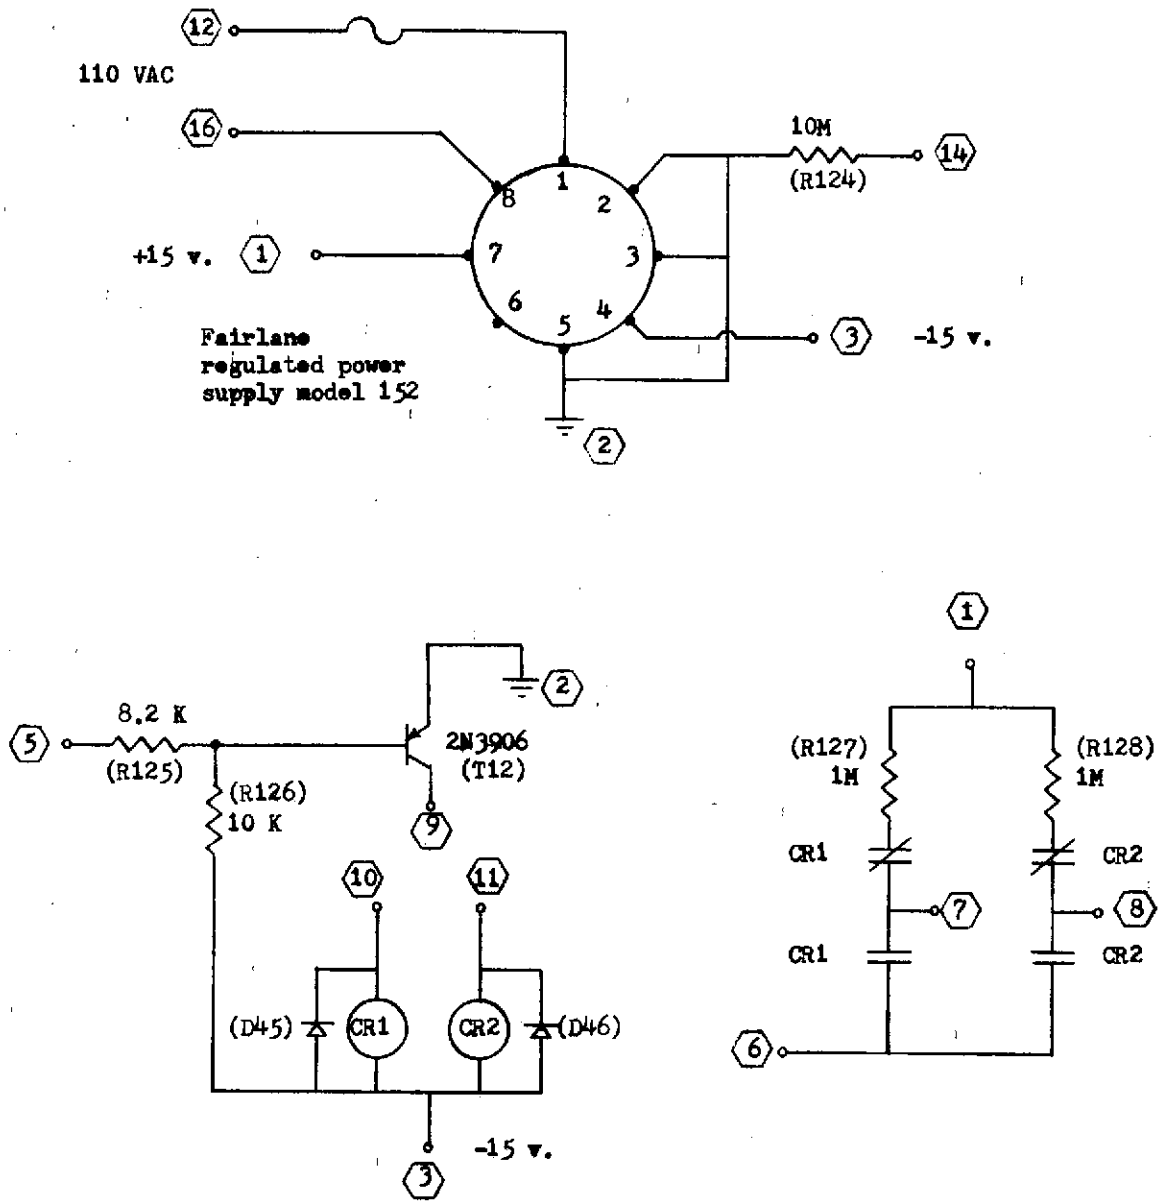 12
110 VAC
16
10M
14
(R124)
1
8
2
+15 v.
1
7
3
6
5
4
3
-15 v.
Fairlane
regulated power
supply model 152
2
1
2
8.2 K
5
(R125)
2N3906
(T12)
(R126)
10 K
9
(R127)
1M
(R128)
1M
CR1
CR2
10
11
7
8
CR1
CR2
(D45)
CR1
CR2
(D46)
6
-15 v.
3